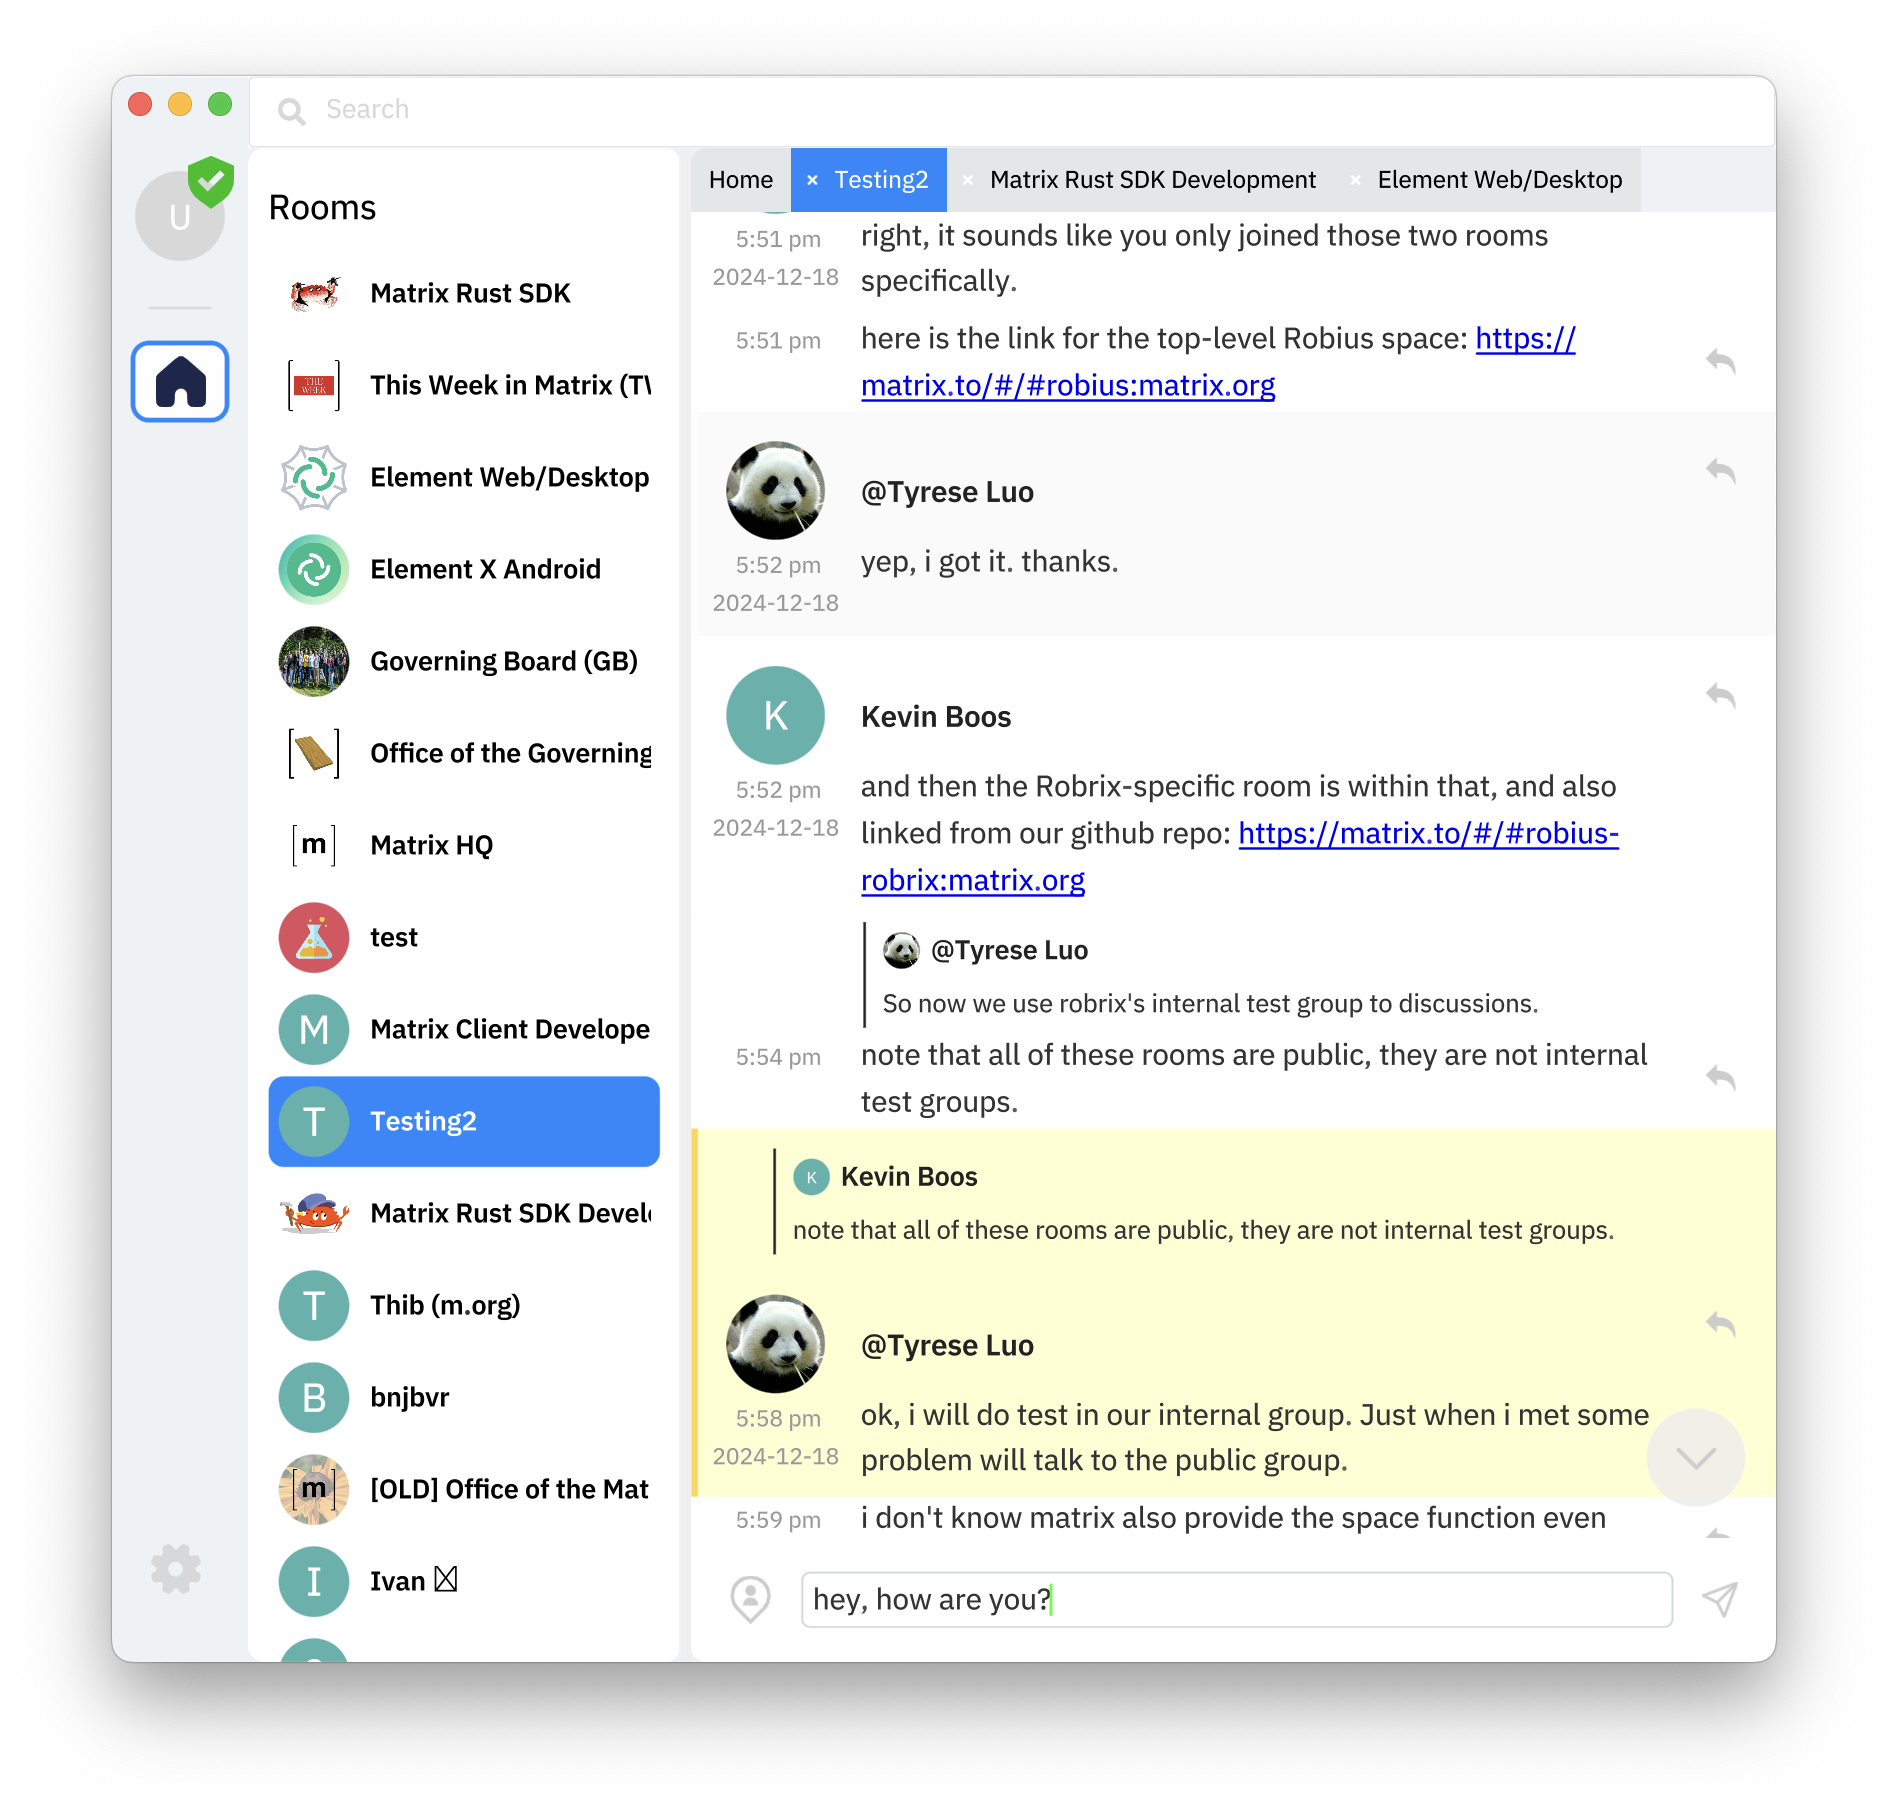 Search
U
Rooms
Matrix Rust SDK
THE WEEK
This Week in Matrix (TV
Element Web/Desktop
Element X Android
Governing Board (GB)
Office of the Governing
[m]
Matrix HQ
test
M
Matrix Client Develope
T
Testing2
Matrix Rust SDK Devel
T
Thib (m.org)
B
bnjbvr
[m]
[OLD] Office of the Mat
I
Ivan
Home
× Testing2
× Matrix Rust SDK Development
× Element Web/Desktop
5:51 pm
2024-12-18
right, it sounds like you only joined those two rooms
specifically.
5:51 pm
here is the link for the top-level Robius space: https://
matrix.to/#/#robius:matrix.org
@Tyrese Luo
5:52 pm
2024-12-18
yep, i got it. thanks.
K
Kevin Boos
5:52 pm
2024-12-18
and then the Robrix-specific room is within that, and also
linked from our github repo: https://matrix.to/#/#robius-
robrix:matrix.org
@Tyrese Luo
So now we use robrix's internal test group to discussions.
5:54 pm
note that all of these rooms are public, they are not internal
test groups.
K
Kevin Boos
note that all of these rooms are public, they are not internal test groups.
@Tyrese Luo
5:58 pm
2024-12-18
ok, i will do test in our internal group. Just when i met some
problem will talk to the public group.
5:59 pm
i don't know matrix also provide the space function even
hey, how are you?